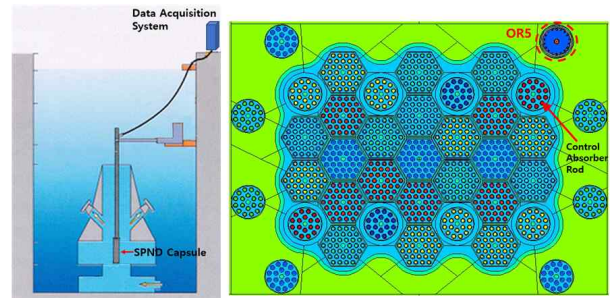 Data Acquisition
System
SPND Capsule
OR5
Control
Absorber
Rod